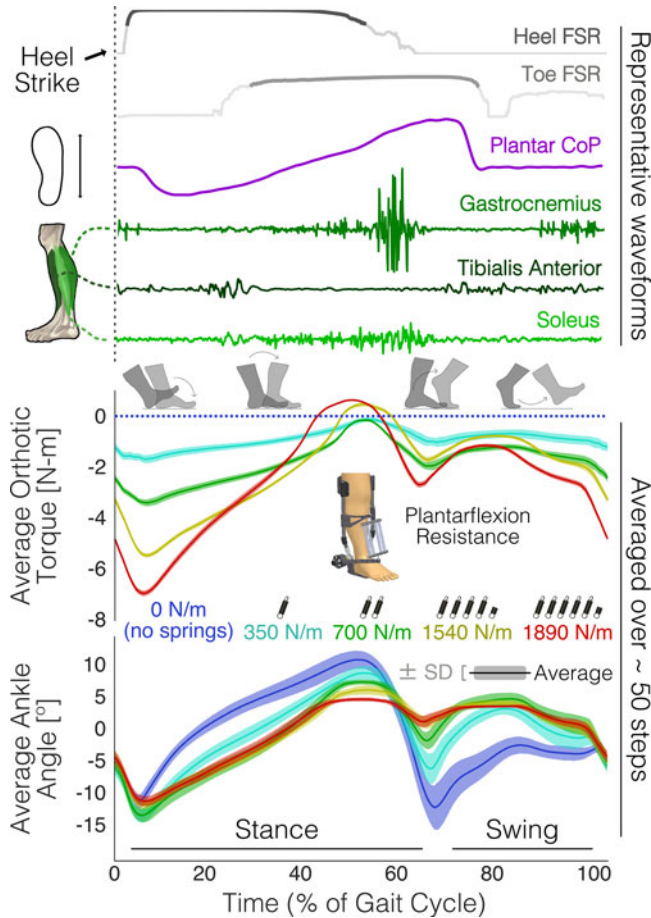 Heel FSR
Heel
Strike
Toe FSR
Plantar CoP
Gastrocnemius
Tibialis Anterior
Soleus
Representative waveforms
0
-2
-4
-6
-8
Average Orthotic
Torque [N-m]
Plantarflexion
Resistance
0 N/m
(no springs)
350 N/m
700 N/m
1540 N/m
1890 N/m
Averaged over ~ 50 steps
± SD [
Average
10
5
0
-5
-10
-15
Average Ankle
Angle [°]
Stance
Swing
0
20
40
60
80
100
Time (% of Gait Cycle)